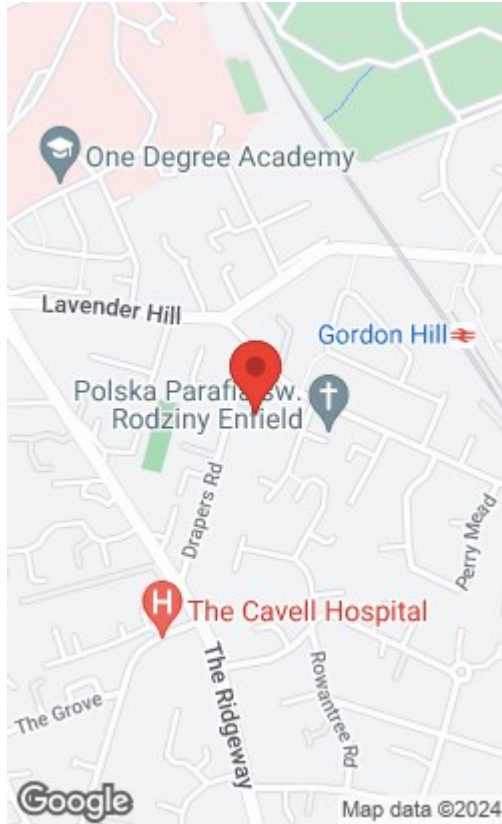 One Degree Academy
Lavender Hill
Gordon Hill
Polska Parafia św.
Rodziny Enfield
Drapers Rd
Perry Mead
H
The Cavell Hospital
The Ridgeway
Rowantree Rd
The Grove
Google
Map data ©2024